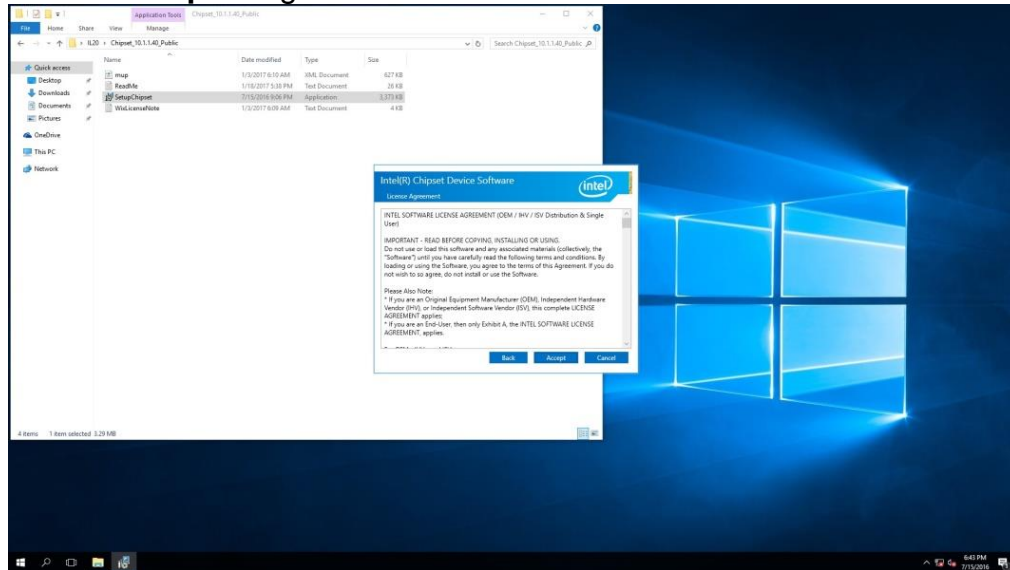 Application Tools Chipset_10.1.1.40_Public
File Home Share View Manage
IL20 › Chipset_10.1.1.40_Public
Search Chipset_10.1.1.40_Public
Name Date modified Type Size
Quick access
Desktop
Downloads
Documents
Pictures
OneDrive
This PC
Network
mup 1/3/2017 6:10 AM XML Document 627 KB
ReadMe 1/18/2017 5:38 PM Text Document 26 KB
SetupChipset 7/15/2016 9:06 PM Application 3,373 KB
WixLicenseNote 1/3/2017 6:09 AM Text Document 4 KB
Intel(R) Chipset Device Software
intel
License Agreement
INTEL SOFTWARE LICENSE AGREEMENT (OEM / IHV / ISV Distribution & Single
User)
IMPORTANT - READ BEFORE COPYING, INSTALLING OR USING.
Do not use or load this software and any associated materials (collectively, the
"Software") until you have carefully read the following terms and conditions. By
loading or using the Software, you agree to the terms of this Agreement. If you do
not wish to so agree, do not install or use the Software.
Please Also Note:
* If you are an Original Equipment Manufacturer (OEM), Independent Hardware
Vendor (IHV), or Independent Software Vendor (ISV), this complete LICENSE
AGREEMENT applies;
* If you are an End-User, then only Exhibit A, the INTEL SOFTWARE LICENSE
AGREEMENT, applies.
Back Accept Cancel
4 items 1 item selected 3.29 MB
6:43 PM
7/15/2016